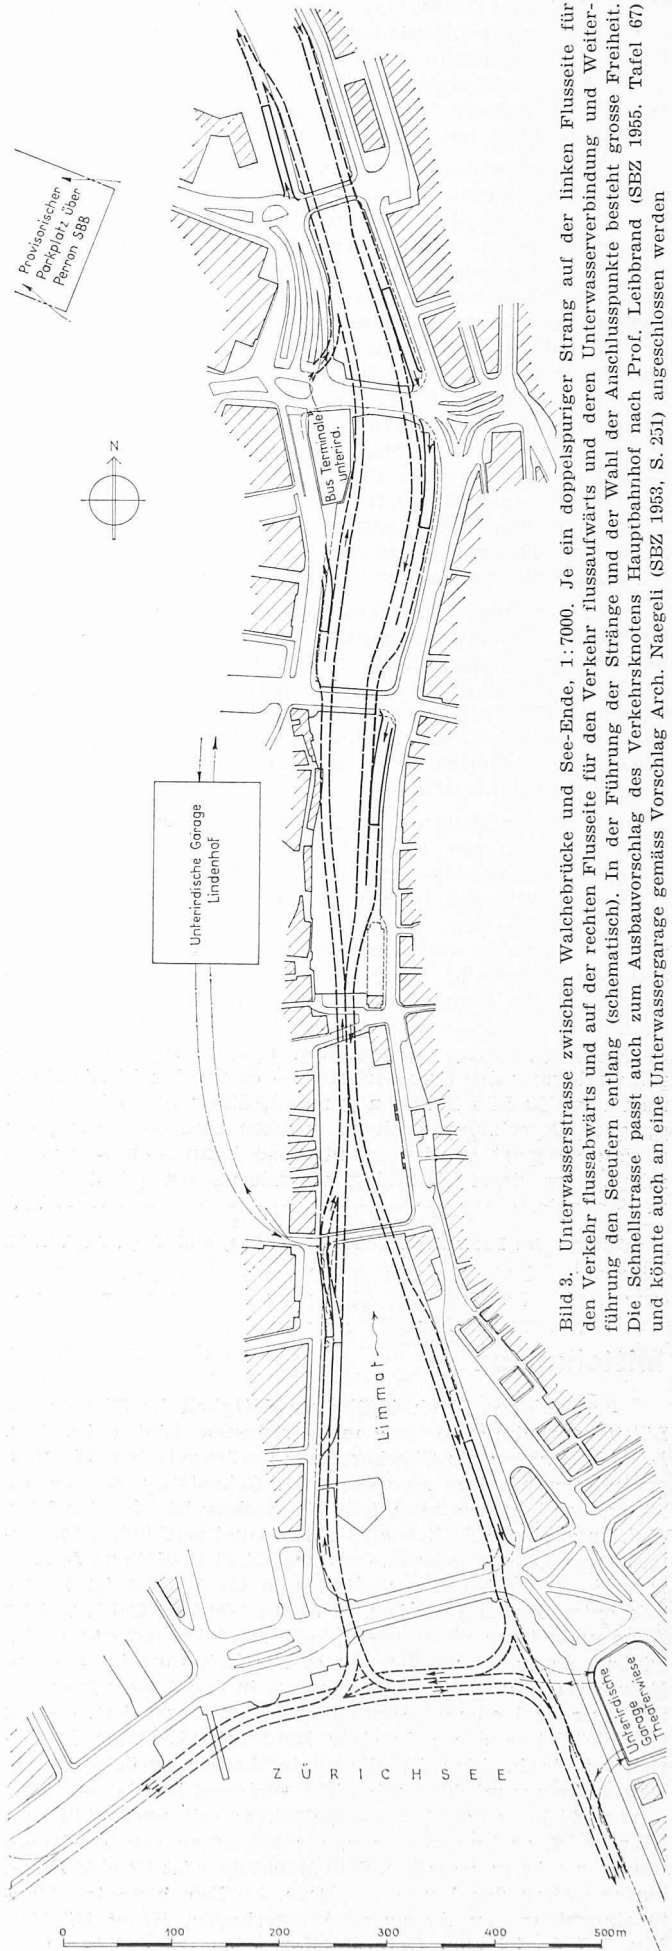 Provisorischer
Parkplatz über
Perron SBB
N
Bus Terminale
unterird.
Unterirdische Garage
Lindenhof
Limmat
ZÜRICHSEE
Unterirdische
Garage
Theaterwiese
0 100 200 300 400 500m
Bild 3. Unterwasserstrasse zwischen Walchebrücke und See-Ende, 1:7000. Je ein doppelspuriger Strang auf der linken Flusseite für
den Verkehr flussabwärts und auf der rechten Flusseite für den Verkehr flussaufwärts und deren Unterwasserverbindung und Weiter-
führung den Seeufern entlang (schematisch). In der Führung der Stränge und der Wahl der Anschlusspunkte besteht grosse Freiheit.
Die Schnellstrasse passt auch zum Ausbauvorschlag des Verkehrsknotens Hauptbahnhof nach Prof. Leibbrand (SBZ 1955. Tafel 67)
und könnte auch an eine Unterwassergarage gemäss Vorschlag Arch. Naegeli (SBZ 1953, S. 251) angeschlossen werden